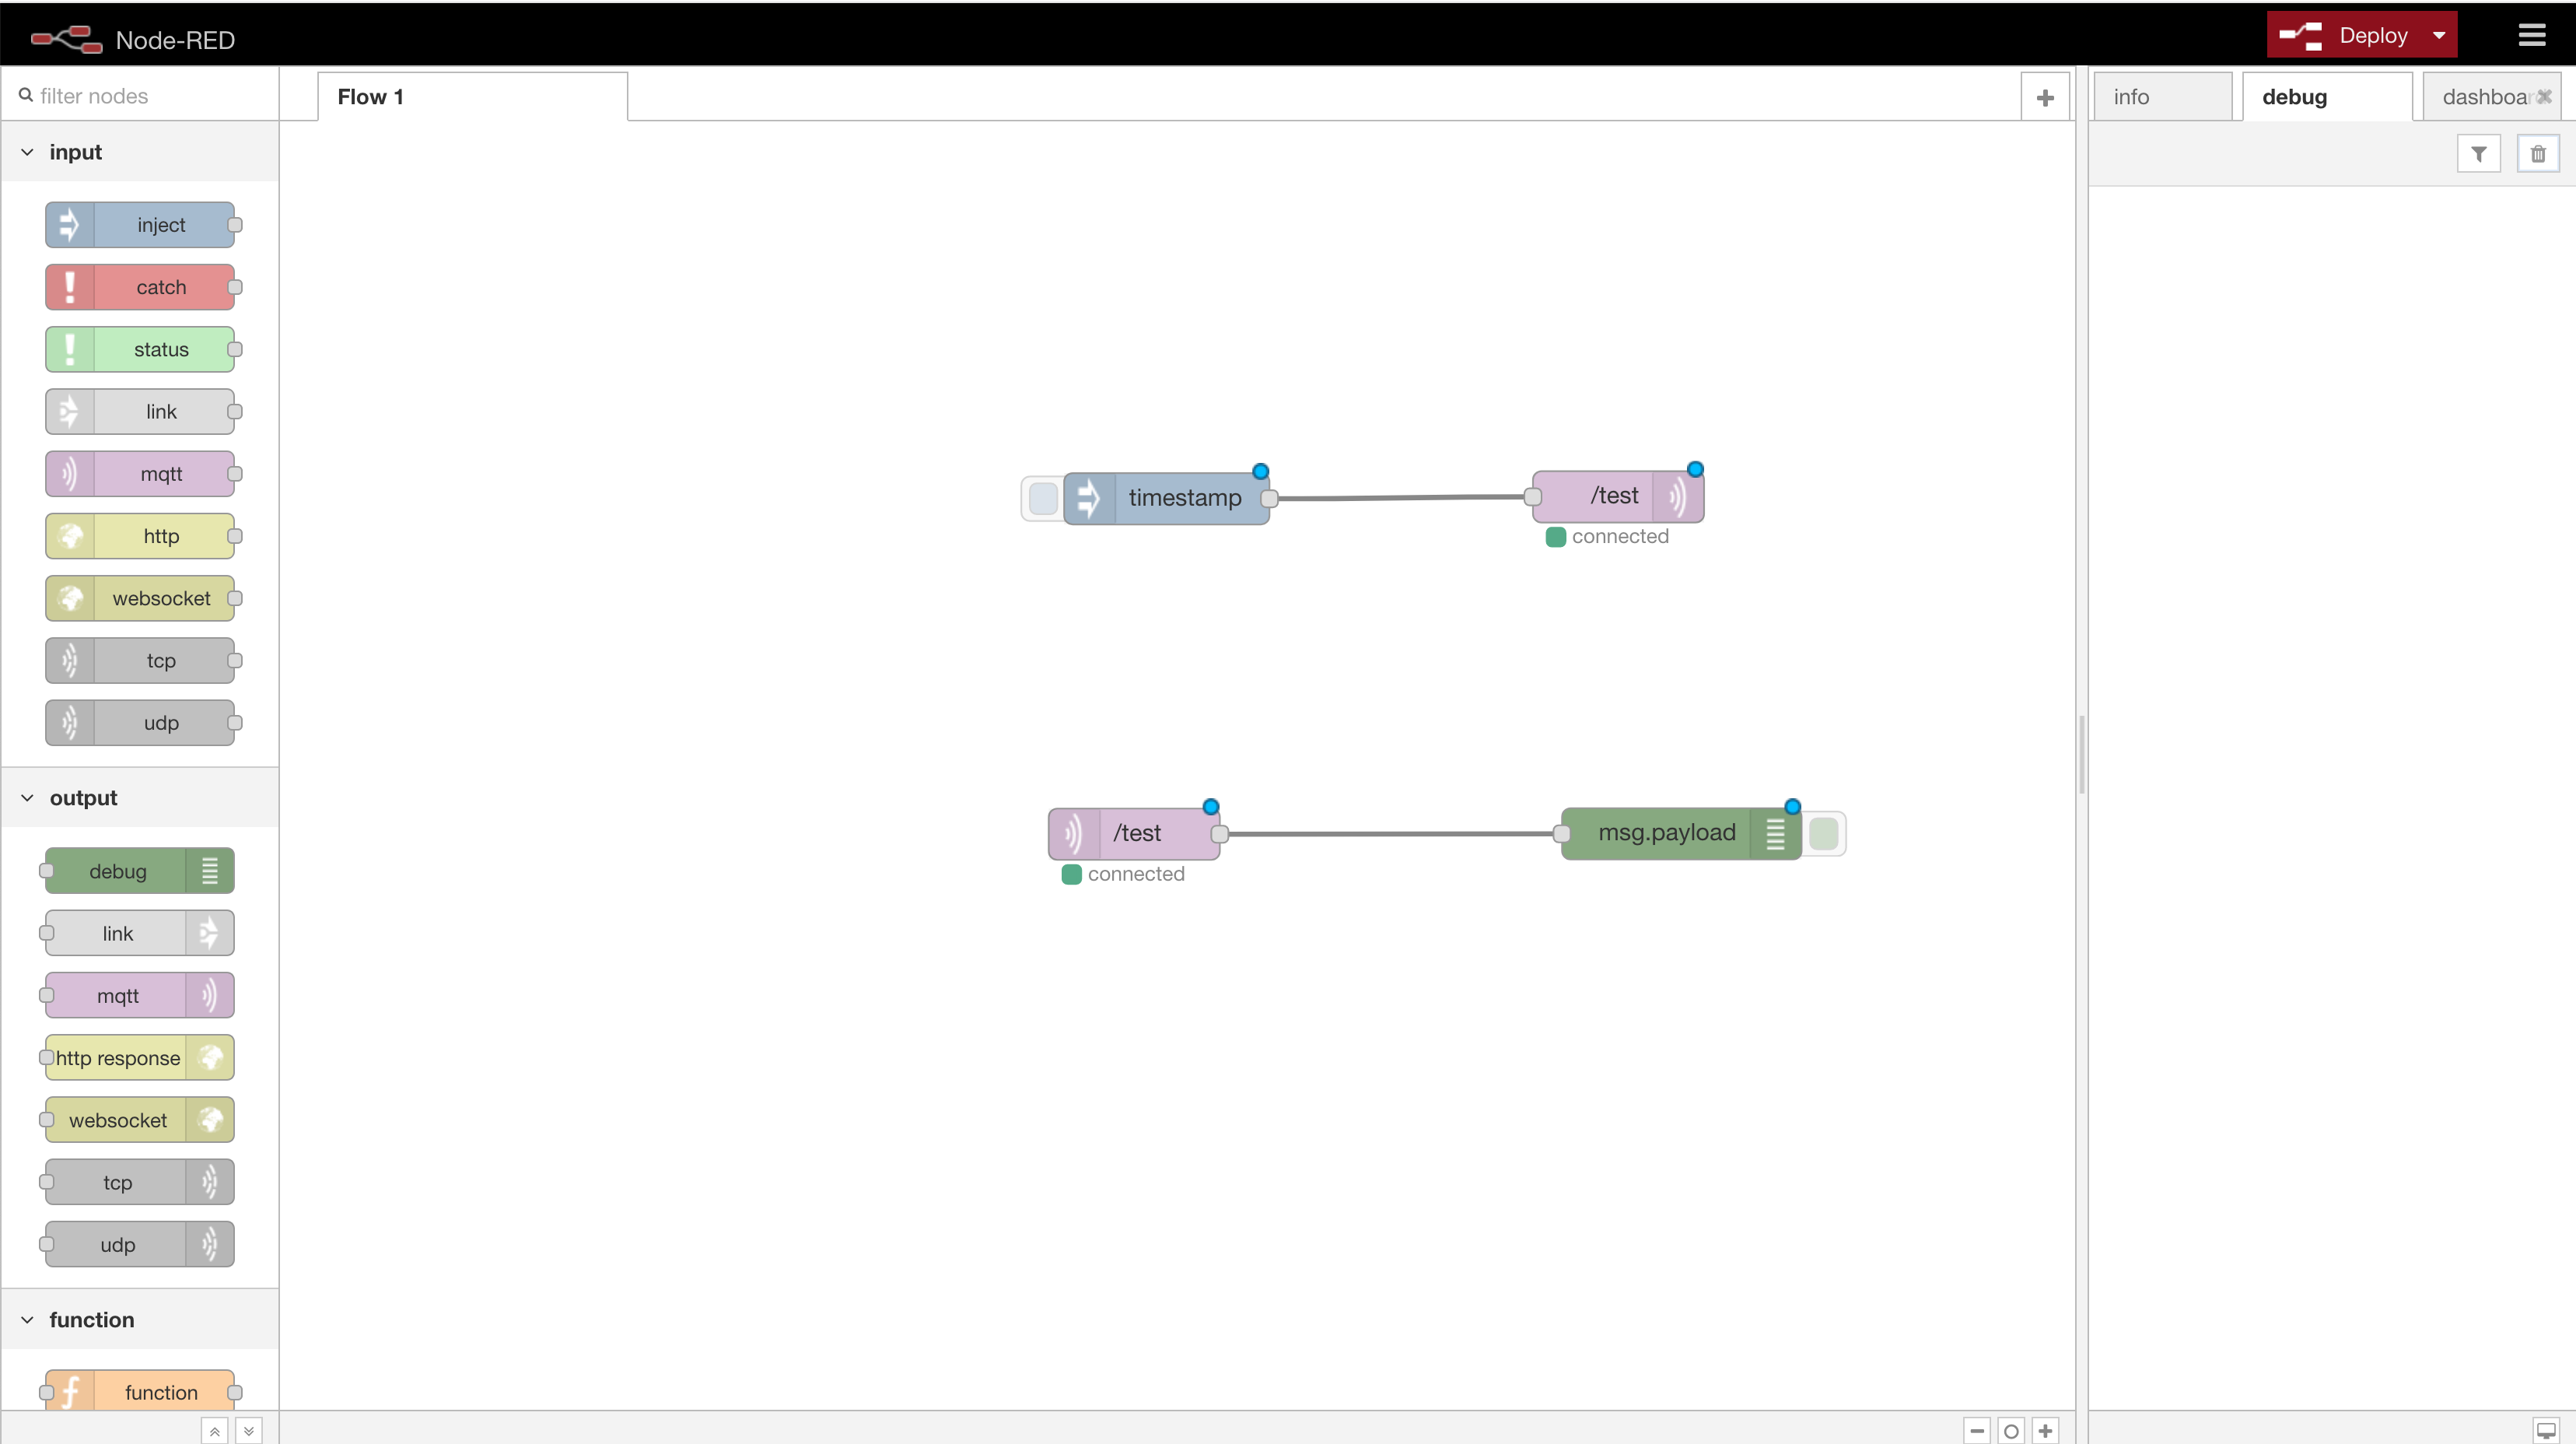 Node-RED
Deploy
filter nodes
Flow 1
info
debug
dashboard
input
inject
catch
status
link
mqtt
http
websocket
tcp
udp
output
debug
link
mqtt
http response
websocket
tcp
udp
function
function
timestamp
/test
connected
/test
connected
msg.payload